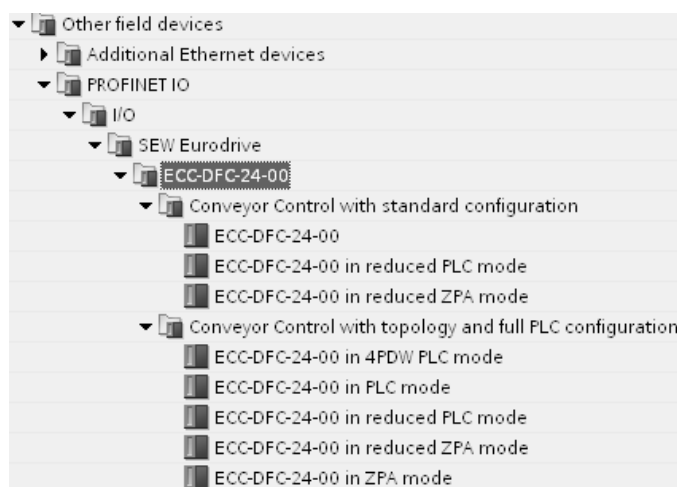 Other field devices
Additional Ethernet devices
PROFINET IO
I/O
SEW Eurodrive
ECC-DFC-24-00
Conveyor Control with standard configuration
ECC-DFC-24-00
ECC-DFC-24-00 in reduced PLC mode
ECC-DFC-24-00 in reduced ZPA mode
Conveyor Control with topology and full PLC configuration
ECC-DFC-24-00 in 4PDW PLC mode
ECC-DFC-24-00 in PLC mode
ECC-DFC-24-00 in reduced PLC mode
ECC-DFC-24-00 in reduced ZPA mode
ECC-DFC-24-00 in ZPA mode